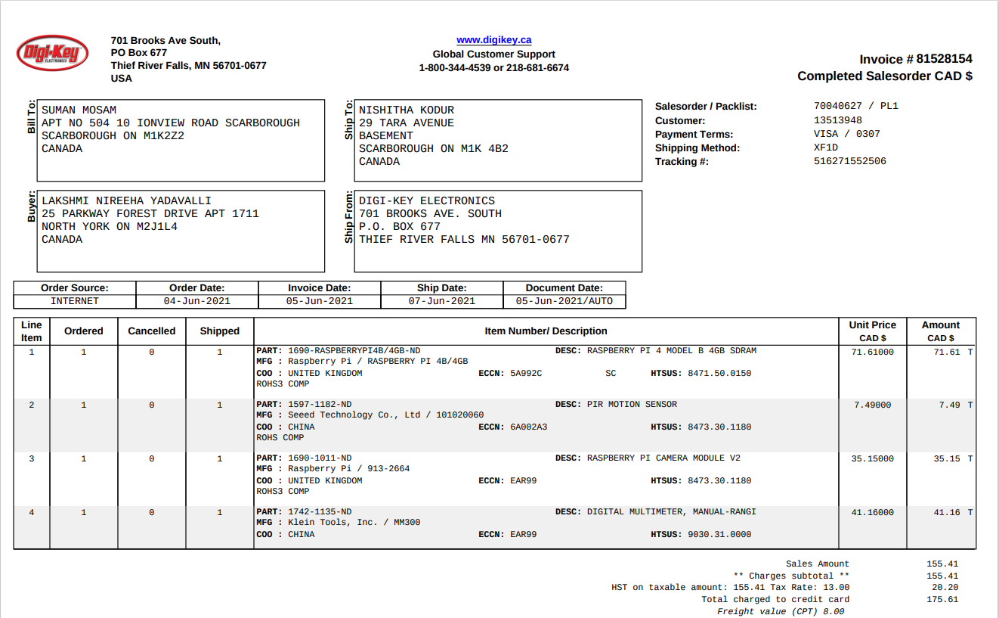 Digi-Key
ELECTRONICS
701 Brooks Ave South,
PO Box 677
Thief River Falls, MN 56701-0677
USA
www.digikey.ca
Global Customer Support
1-800-344-4539 or 218-681-6674
Invoice # 81528154
Completed Salesorder CAD $
Bill To:
SUMAN MOSAM
APT NO 504 10 IONVIEW ROAD SCARBOROUGH
SCARBOROUGH ON M1K2Z2
CANADA
Ship To:
NISHITHA KODUR
29 TARA AVENUE
BASEMENT
SCARBOROUGH ON M1K 4B2
CANADA
Salesorder / Packlist: 70040627 / PL1
Customer: 13513948
Payment Terms: VISA / 0307
Shipping Method: XF1D
Tracking #: 516271552506
Buyer:
LAKSHMI NIREEHA YADAVALLI
25 PARKWAY FOREST DRIVE APT 1711
NORTH YORK ON M2J1L4
CANADA
Ship From:
DIGI-KEY ELECTRONICS
701 BROOKS AVE. SOUTH
P.O. BOX 677
THIEF RIVER FALLS MN 56701-0677
Order Source: Order Date: Invoice Date: Ship Date: Document Date:
INTERNET 04-Jun-2021 05-Jun-2021 07-Jun-2021 05-Jun-2021/AUTO
Line Item Ordered Cancelled Shipped Item Number/ Description Unit Price CAD $ Amount CAD $
1 1 0 1 PART: 1690-RASPBERRYPI4B/4GB-ND DESC: RASPBERRY PI 4 MODEL B 4GB SDRAM 71.61000 71.61 T
MFG : Raspberry Pi / RASPBERRY PI 4B/4GB
COO : UNITED KINGDOM ECCN: 5A992C SC HTSUS: 8471.50.0150
ROHS3 COMP
2 1 0 1 PART: 1597-1182-ND DESC: PIR MOTION SENSOR 7.49000 7.49 T
MFG : Seeed Technology Co., Ltd / 101020060
COO : CHINA ECCN: 6A002A3 HTSUS: 8473.30.1180
ROHS COMP
3 1 0 1 PART: 1690-1011-ND DESC: RASPBERRY PI CAMERA MODULE V2 35.15000 35.15 T
MFG : Raspberry Pi / 913-2664
COO : UNITED KINGDOM ECCN: EAR99 HTSUS: 8473.30.1180
ROHS3 COMP
4 1 0 1 PART: 1742-1135-ND DESC: DIGITAL MULTIMETER, MANUAL-RANGI 41.16000 41.16 T
MFG : Klein Tools, Inc. / MM300
COO : CHINA ECCN: EAR99 HTSUS: 9030.31.0000
Sales Amount 155.41
** Charges subtotal ** 155.41
HST on taxable amount: 155.41 Tax Rate: 13.00 20.20
Total charged to credit card 175.61
Freight value (CPT) 8.00